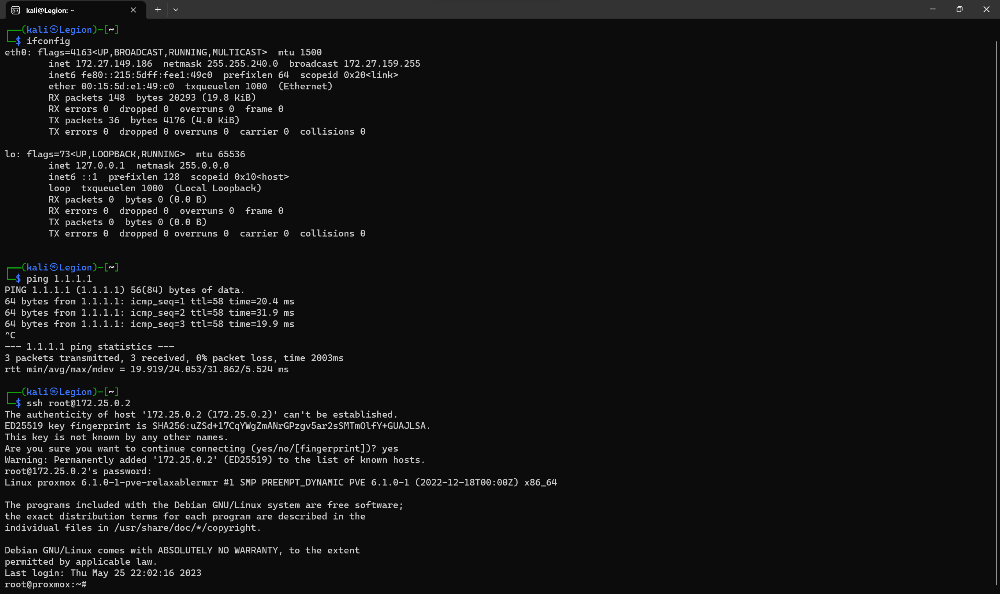 kali@Legion: ~
┌──(kali㉿Legion)-[~]
└─$ ifconfig
eth0: flags=4163<UP,BROADCAST,RUNNING,MULTICAST>  mtu 1500
        inet 172.27.149.186  netmask 255.255.240.0  broadcast 172.27.159.255
        inet6 fe80::215:5dff:fee1:49c0  prefixlen 64  scopeid 0x20<link>
        ether 00:15:5d:e1:49:c0  txqueuelen 1000  (Ethernet)
        RX packets 148  bytes 20293 (19.8 KiB)
        RX errors 0  dropped 0  overruns 0  frame 0
        TX packets 36  bytes 4176 (4.0 KiB)
        TX errors 0  dropped 0 overruns 0  carrier 0  collisions 0

lo: flags=73<UP,LOOPBACK,RUNNING>  mtu 65536
        inet 127.0.0.1  netmask 255.0.0.0
        inet6 ::1  prefixlen 128  scopeid 0x10<host>
        loop  txqueuelen 1000  (Local Loopback)
        RX packets 0  bytes 0 (0.0 B)
        RX errors 0  dropped 0  overruns 0  frame 0
        TX packets 0  bytes 0 (0.0 B)
        TX errors 0  dropped 0 overruns 0  carrier 0  collisions 0

┌──(kali㉿Legion)-[~]
└─$ ping 1.1.1.1
PING 1.1.1.1 (1.1.1.1) 56(84) bytes of data.
64 bytes from 1.1.1.1: icmp_seq=1 ttl=58 time=20.4 ms
64 bytes from 1.1.1.1: icmp_seq=2 ttl=58 time=31.9 ms
64 bytes from 1.1.1.1: icmp_seq=3 ttl=58 time=19.9 ms
^C
--- 1.1.1.1 ping statistics ---
3 packets transmitted, 3 received, 0% packet loss, time 2003ms
rtt min/avg/max/mdev = 19.919/24.053/31.862/5.524 ms

┌──(kali㉿Legion)-[~]
└─$ ssh root@172.25.0.2
The authenticity of host '172.25.0.2 (172.25.0.2)' can't be established.
ED25519 key fingerprint is SHA256:uZSd+17CqYWgZmANrGPzgv5ar2sSMTmOlfY+GUAJLSA.
This key is not known by any other names.
Are you sure you want to continue connecting (yes/no/[fingerprint])? yes
Warning: Permanently added '172.25.0.2' (ED25519) to the list of known hosts.
root@172.25.0.2's password:
Linux proxmox 6.1.0-1-pve-relaxablermrr #1 SMP PREEMPT_DYNAMIC PVE 6.1.0-1 (2022-12-18T00:00Z) x86_64

The programs included with the Debian GNU/Linux system are free software;
the exact distribution terms for each program are described in the
individual files in /usr/share/doc/*/copyright.

Debian GNU/Linux comes with ABSOLUTELY NO WARRANTY, to the extent
permitted by applicable law.
Last login: Thu May 25 22:02:16 2023
root@proxmox:~#